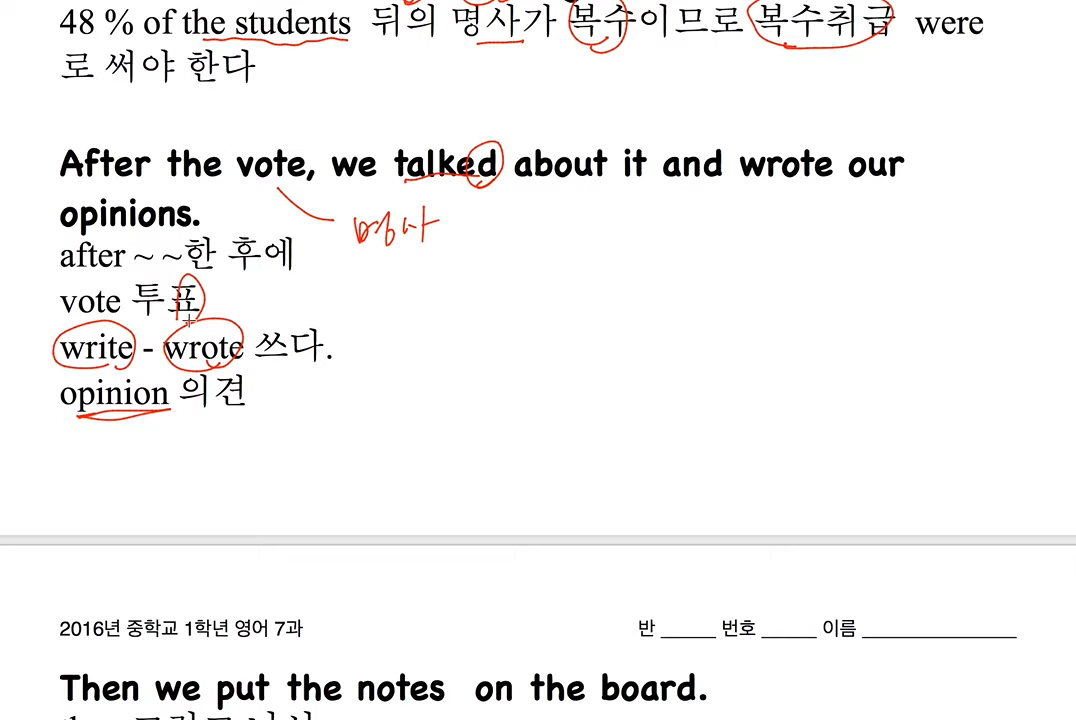 48 % of the students 뒤의 명사가 복수이므로 복수취급 were
로 써야 한다
After the vote, we talked about it and wrote our
opinions.
명사
after ~ ~한 후에
vote 투표
write - wrote 쓰다.
opinion 의견
2016년 중학교 1학년 영어 7과 반 _____ 번호 _____ 이름 _______________
Then we put the notes on the board.